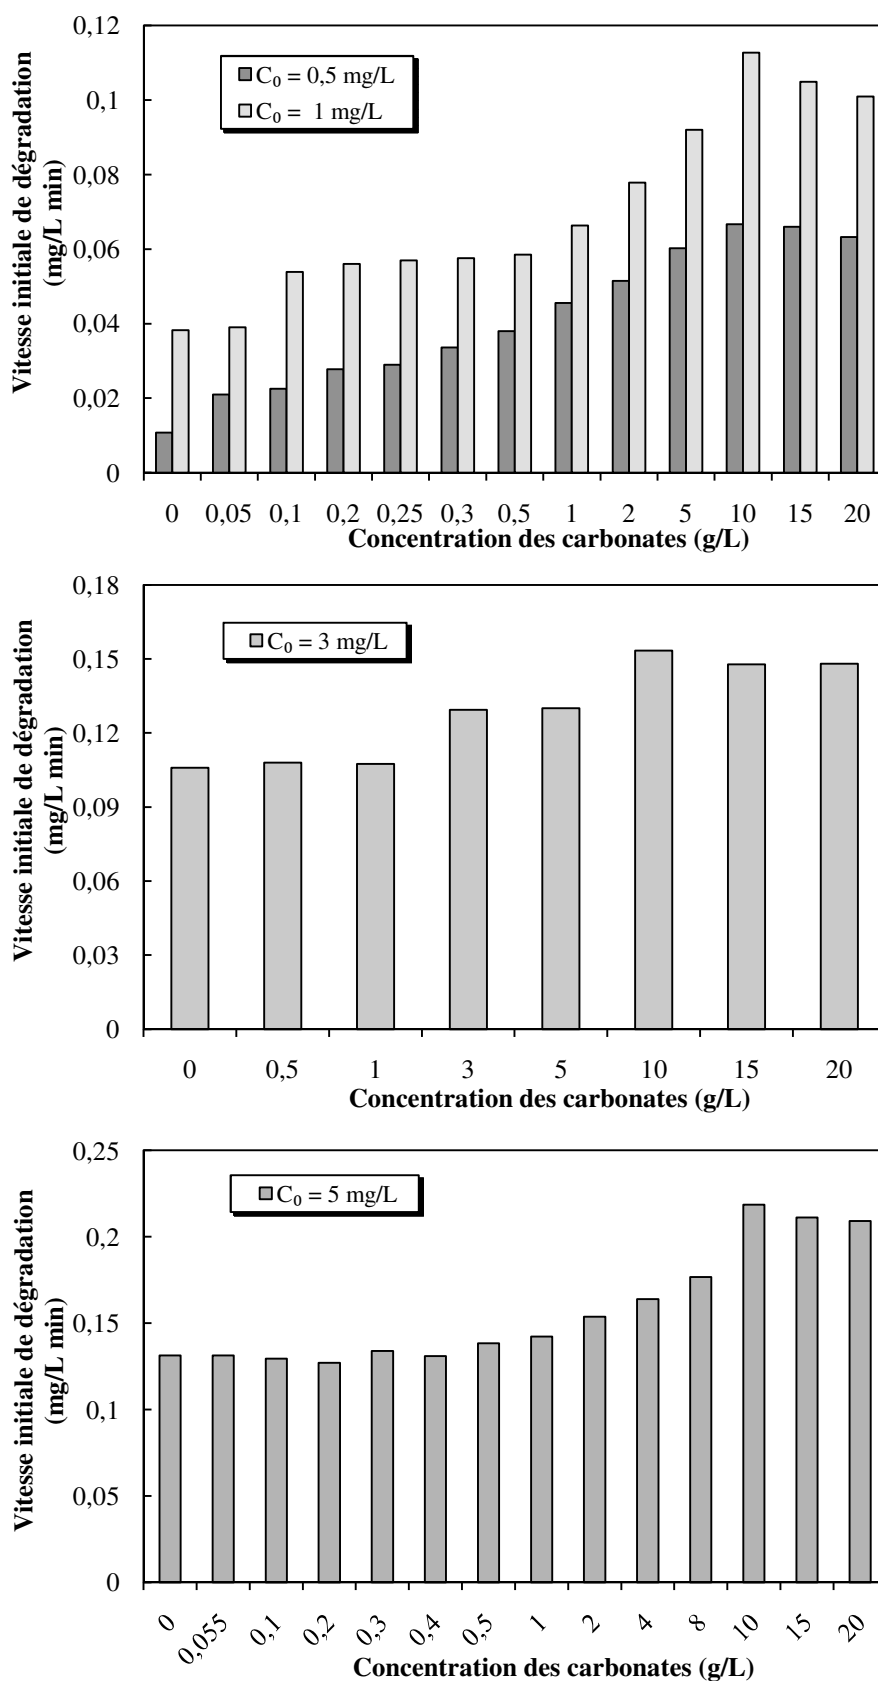 0,12
0,1
0,08
0,06
0,04
0,02
0
Vitesse initiale de dégradation
(mg/L min)
C₀ = 0,5 mg/L
C₀ = 1 mg/L
0 0,05 0,1 0,2 0,25 0,3 0,5 1 2 5 10 15 20
Concentration des carbonates (g/L)
0,18
0,15
0,12
0,09
0,06
0,03
0
Vitesse initiale de dégradation
(mg/L min)
C₀ = 3 mg/L
0 0,5 1 3 5 10 15 20
Concentration des carbonates (g/L)
0,25
0,2
0,15
0,1
0,05
0
Vitesse initiale de dégradation
(mg/L min)
C₀ = 5 mg/L
0 0,055 0,1 0,2 0,3 0,4 0,5 1 2 4 8 10 15 20
Concentration des carbonates (g/L)